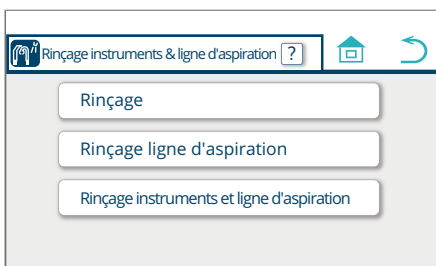 Rinçage instruments & ligne d'aspiration ?
Rinçage
Rinçage ligne d'aspiration
Rinçage instruments et ligne d'aspiration